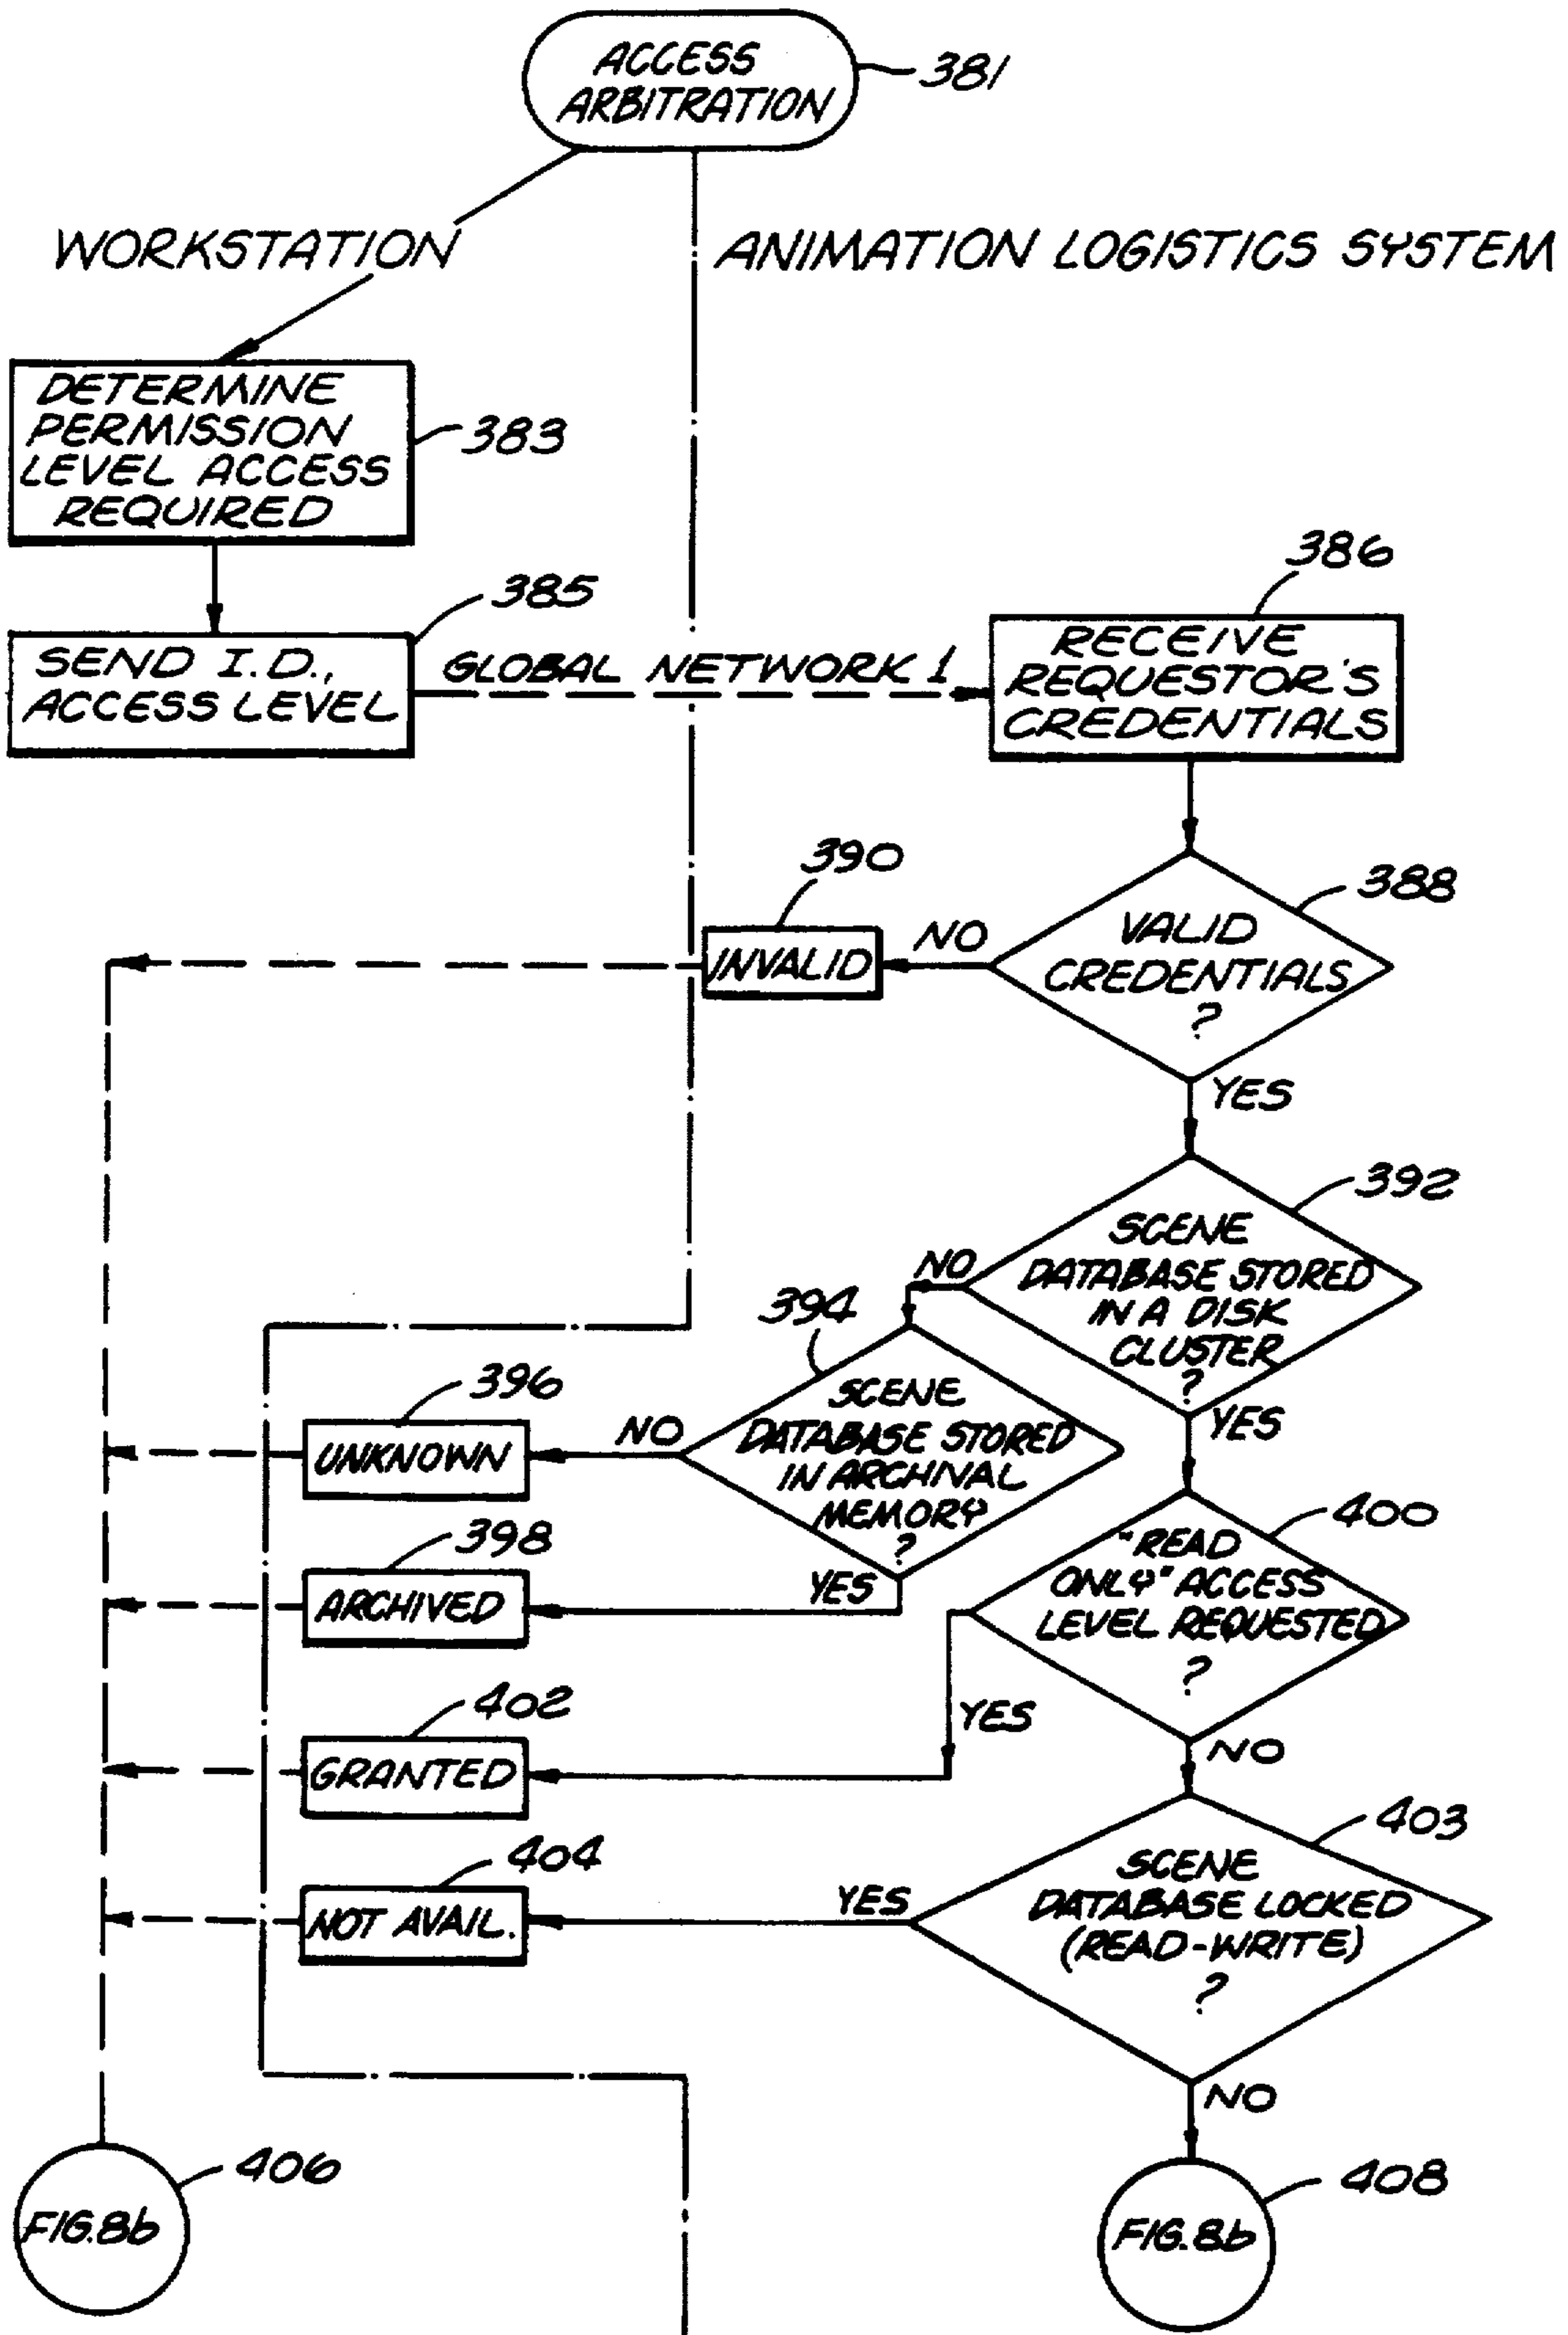 ACCESS
ARBITRATION
381
WORKSTATION
ANIMATION LOGISTICS SYSTEM
DETERMINE
PERMISSION
LEVEL ACCESS
REQUIRED
383
385
SEND I.D.,
ACCESS LEVEL
GLOBAL NETWORK 1
386
RECEIVE
REQUESTOR'S
CREDENTIALS
390
INVALID
NO
388
VALID
CREDENTIALS
?
YES
392
SCENE
DATABASE STORED
IN A DISK
CLUSTER
?
NO
YES
394
SCENE
DATABASE STORED
IN ARCHIVAL
MEMORY
?
396
UNKNOWN
NO
398
ARCHIVED
YES
400
"READ
ONLY" ACCESS
LEVEL REQUESTED
?
402
GRANTED
YES
NO
403
SCENE
DATABASE LOCKED
(READ-WRITE)
?
404
NOT AVAIL.
YES
NO
406
FIG.8b
408
FIG.8b